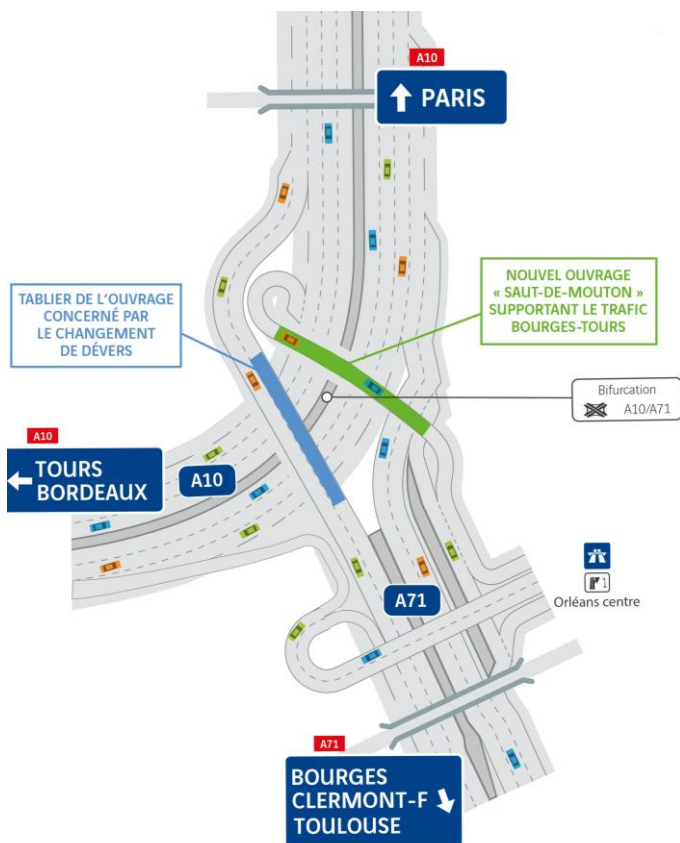 A10
PARIS
TABLIER DE L'OUVRAGE
CONCERNÉ PAR
LE CHANGEMENT
DE DÉVERS
NOUVEL OUVRAGE
« SAUT-DE-MOUTON »
SUPPORTANT LE TRAFIC
BOURGES-TOURS
Bifurcation
A10/A71
A10
TOURS
BORDEAUX
A10
A71
1
Orléans centre
A71
BOURGES
CLERMONT-F
TOULOUSE